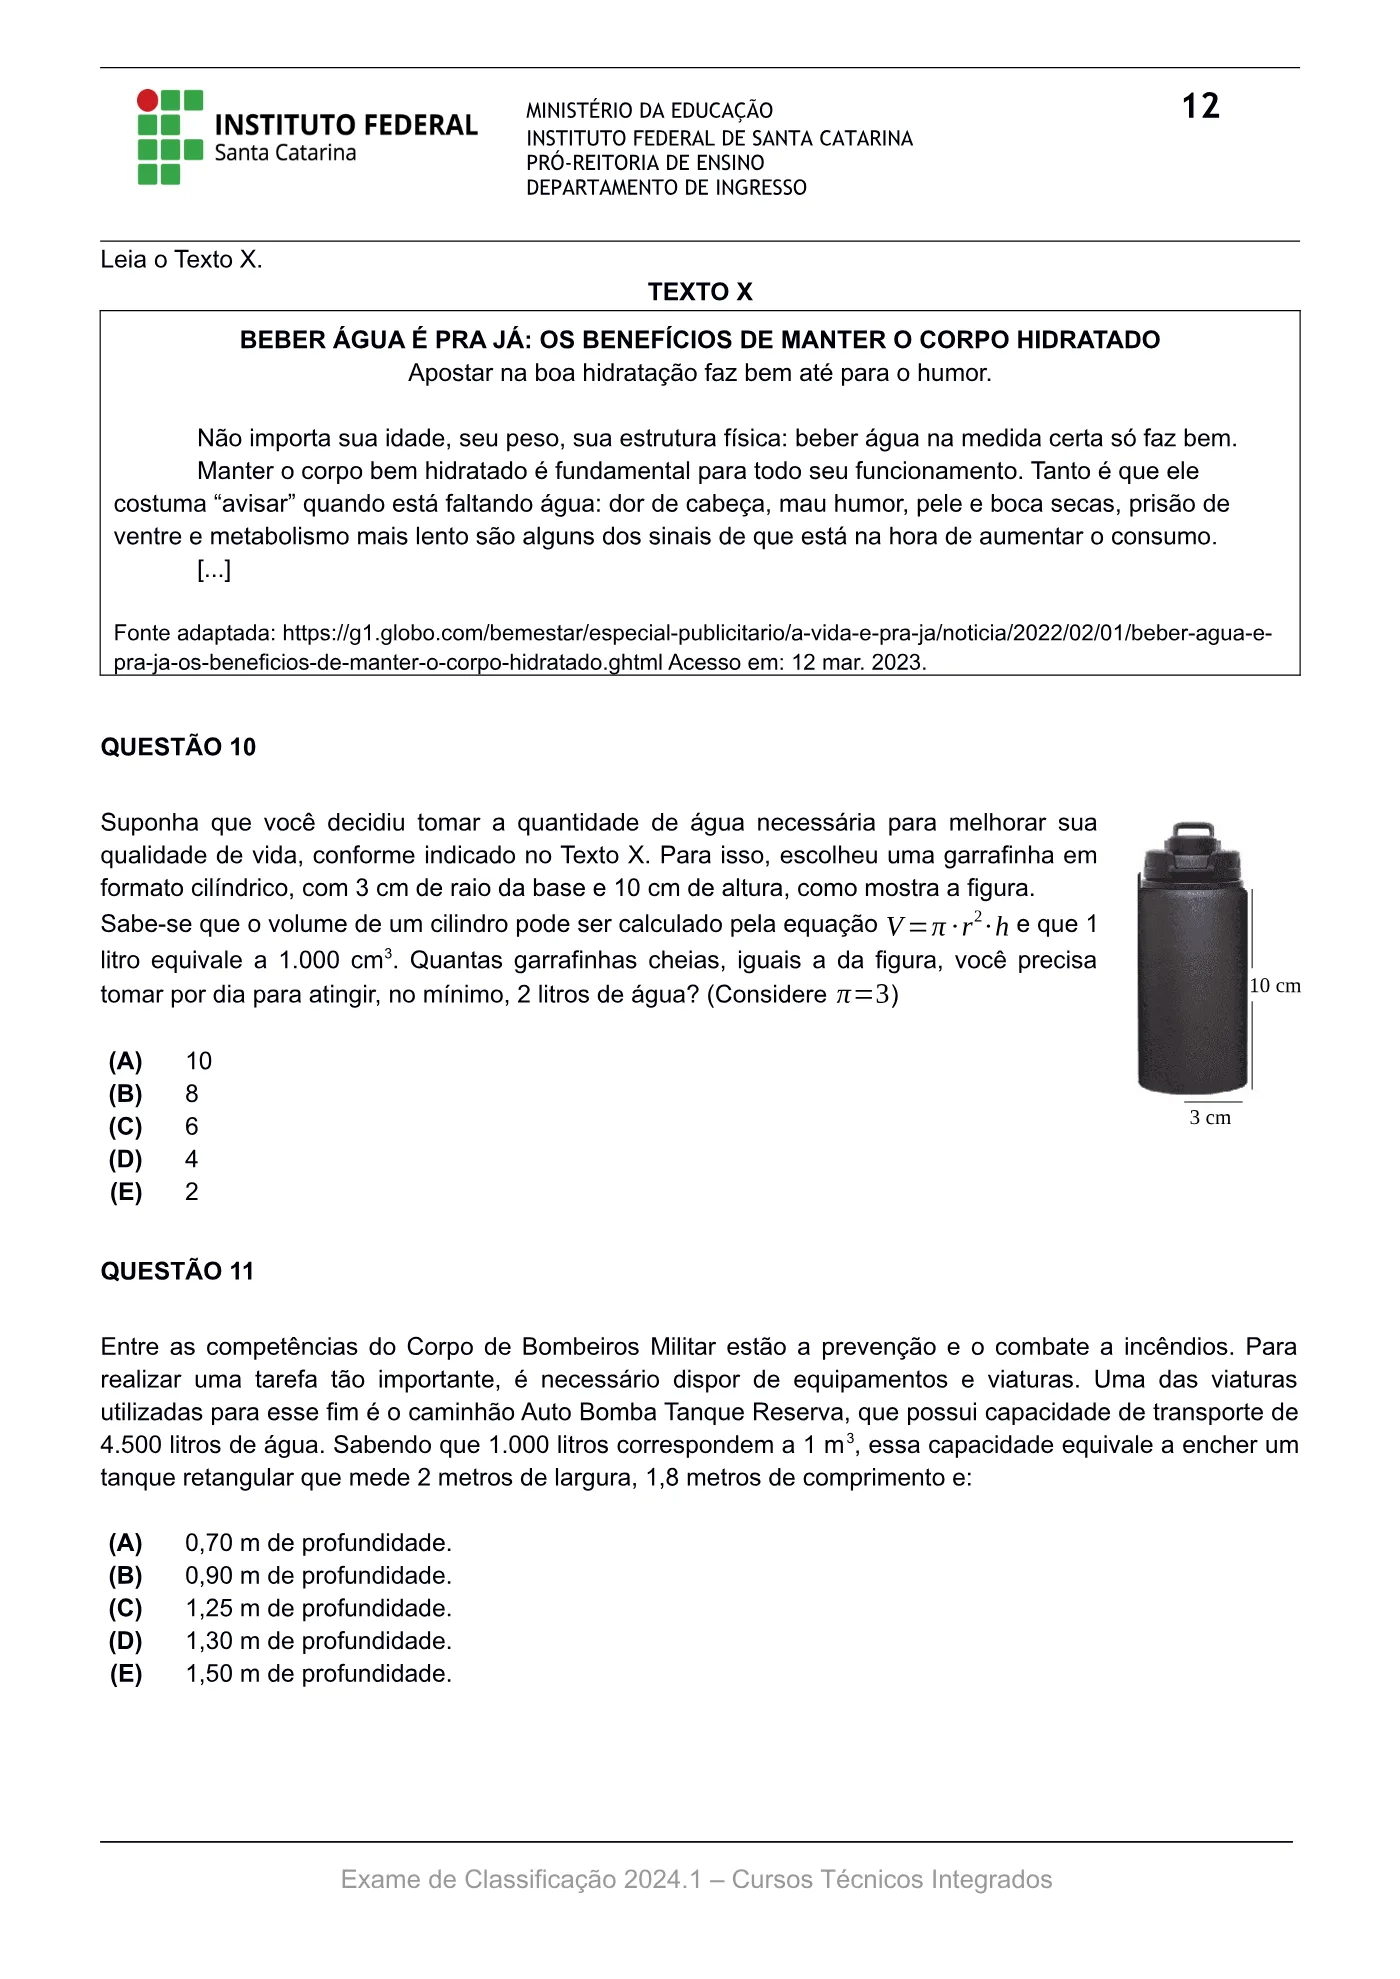 INSTITUTO FEDERAL
Santa Catarina
MINISTÉRIO DA EDUCAÇÃO
INSTITUTO FEDERAL DE SANTA CATARINA
PRÓ-REITORIA DE ENSINO
DEPARTAMENTO DE INGRESSO
12
Leia o Texto X.
TEXTO X
BEBER ÁGUA É PRA JÁ: OS BENEFÍCIOS DE MANTER O CORPO HIDRATADO
Apostar na boa hidratação faz bem até para o humor.
Não importa sua idade, seu peso, sua estrutura física: beber água na medida certa só faz bem.
Manter o corpo bem hidratado é fundamental para todo seu funcionamento. Tanto é que ele
costuma “avisar” quando está faltando água: dor de cabeça, mau humor, pele e boca secas, prisão de
ventre e metabolismo mais lento são alguns dos sinais de que está na hora de aumentar o consumo.
[...]
Fonte adaptada: https://g1.globo.com/bemestar/especial-publicitario/a-vida-e-pra-ja/noticia/2022/02/01/beber-agua-e-
pra-ja-os-beneficios-de-manter-o-corpo-hidratado.ghtml Acesso em: 12 mar. 2023.
QUESTÃO 10
Suponha que você decidiu tomar a quantidade de água necessária para melhorar sua
qualidade de vida, conforme indicado no Texto X. Para isso, escolheu uma garrafinha em
formato cilíndrico, com 3 cm de raio da base e 10 cm de altura, como mostra a figura.
Sabe-se que o volume de um cilindro pode ser calculado pela equação V=π·r²·h e que 1
litro equivale a 1.000 cm³. Quantas garrafinhas cheias, iguais a da figura, você precisa
tomar por dia para atingir, no mínimo, 2 litros de água? (Considere π=3)
10 cm
3 cm
(A) 10
(B) 8
(C) 6
(D) 4
(E) 2
QUESTÃO 11
Entre as competências do Corpo de Bombeiros Militar estão a prevenção e o combate a incêndios. Para
realizar uma tarefa tão importante, é necessário dispor de equipamentos e viaturas. Uma das viaturas
utilizadas para esse fim é o caminhão Auto Bomba Tanque Reserva, que possui capacidade de transporte de
4.500 litros de água. Sabendo que 1.000 litros correspondem a 1 m³, essa capacidade equivale a encher um
tanque retangular que mede 2 metros de largura, 1,8 metros de comprimento e:
(A) 0,70 m de profundidade.
(B) 0,90 m de profundidade.
(C) 1,25 m de profundidade.
(D) 1,30 m de profundidade.
(E) 1,50 m de profundidade.
Exame de Classificação 2024.1 – Cursos Técnicos Integrados